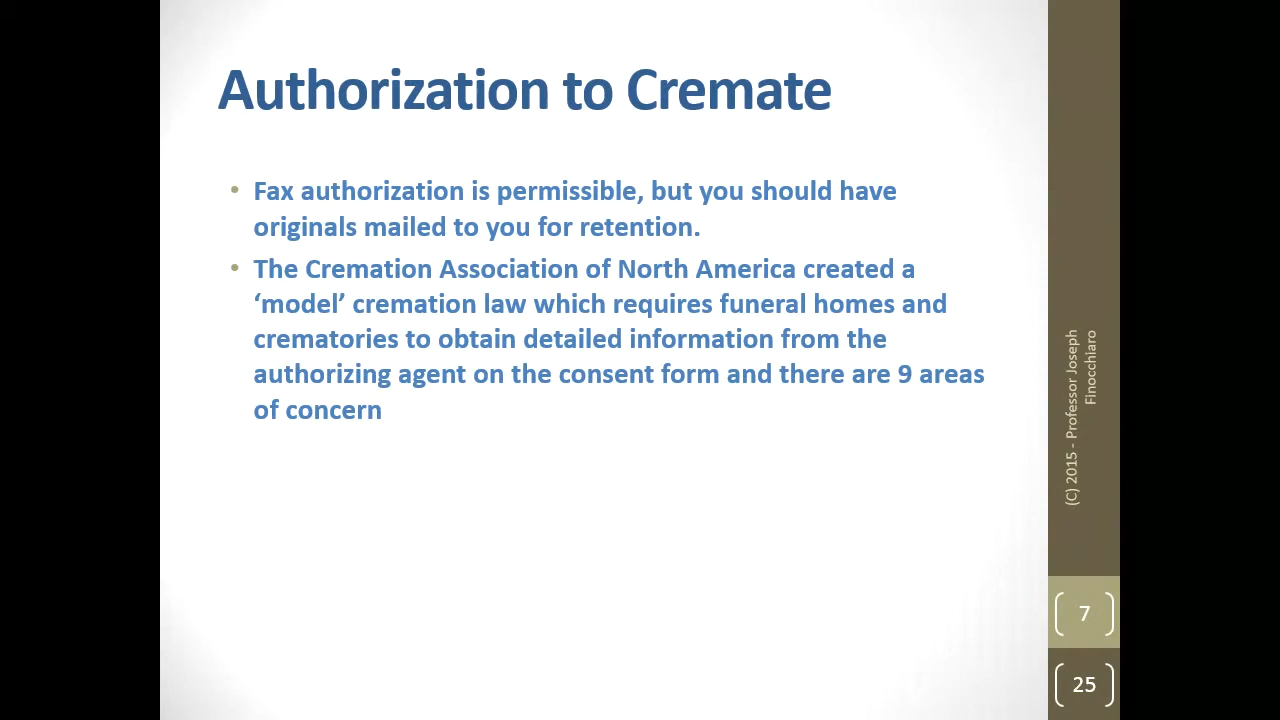 Authorization to Cremate
• Fax authorization is permissible, but you should have
originals mailed to you for retention.
• The Cremation Association of North America created a
‘model’ cremation law which requires funeral homes and
crematories to obtain detailed information from the
authorizing agent on the consent form and there are 9 areas
of concern
(C) 2015 - Professor Joseph
Finocchiaro
7
25